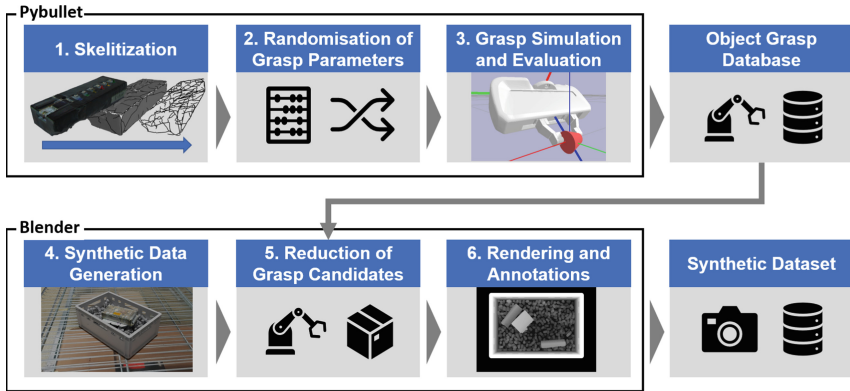 Pybullet
1. Skelitization
2. Randomisation of
Grasp Parameters
3. Grasp Simulation
and Evaluation
Object Grasp
Database
Blender
4. Synthetic Data
Generation
5. Reduction of
Grasp Candidates
6. Rendering and
Annotations
Synthetic Dataset